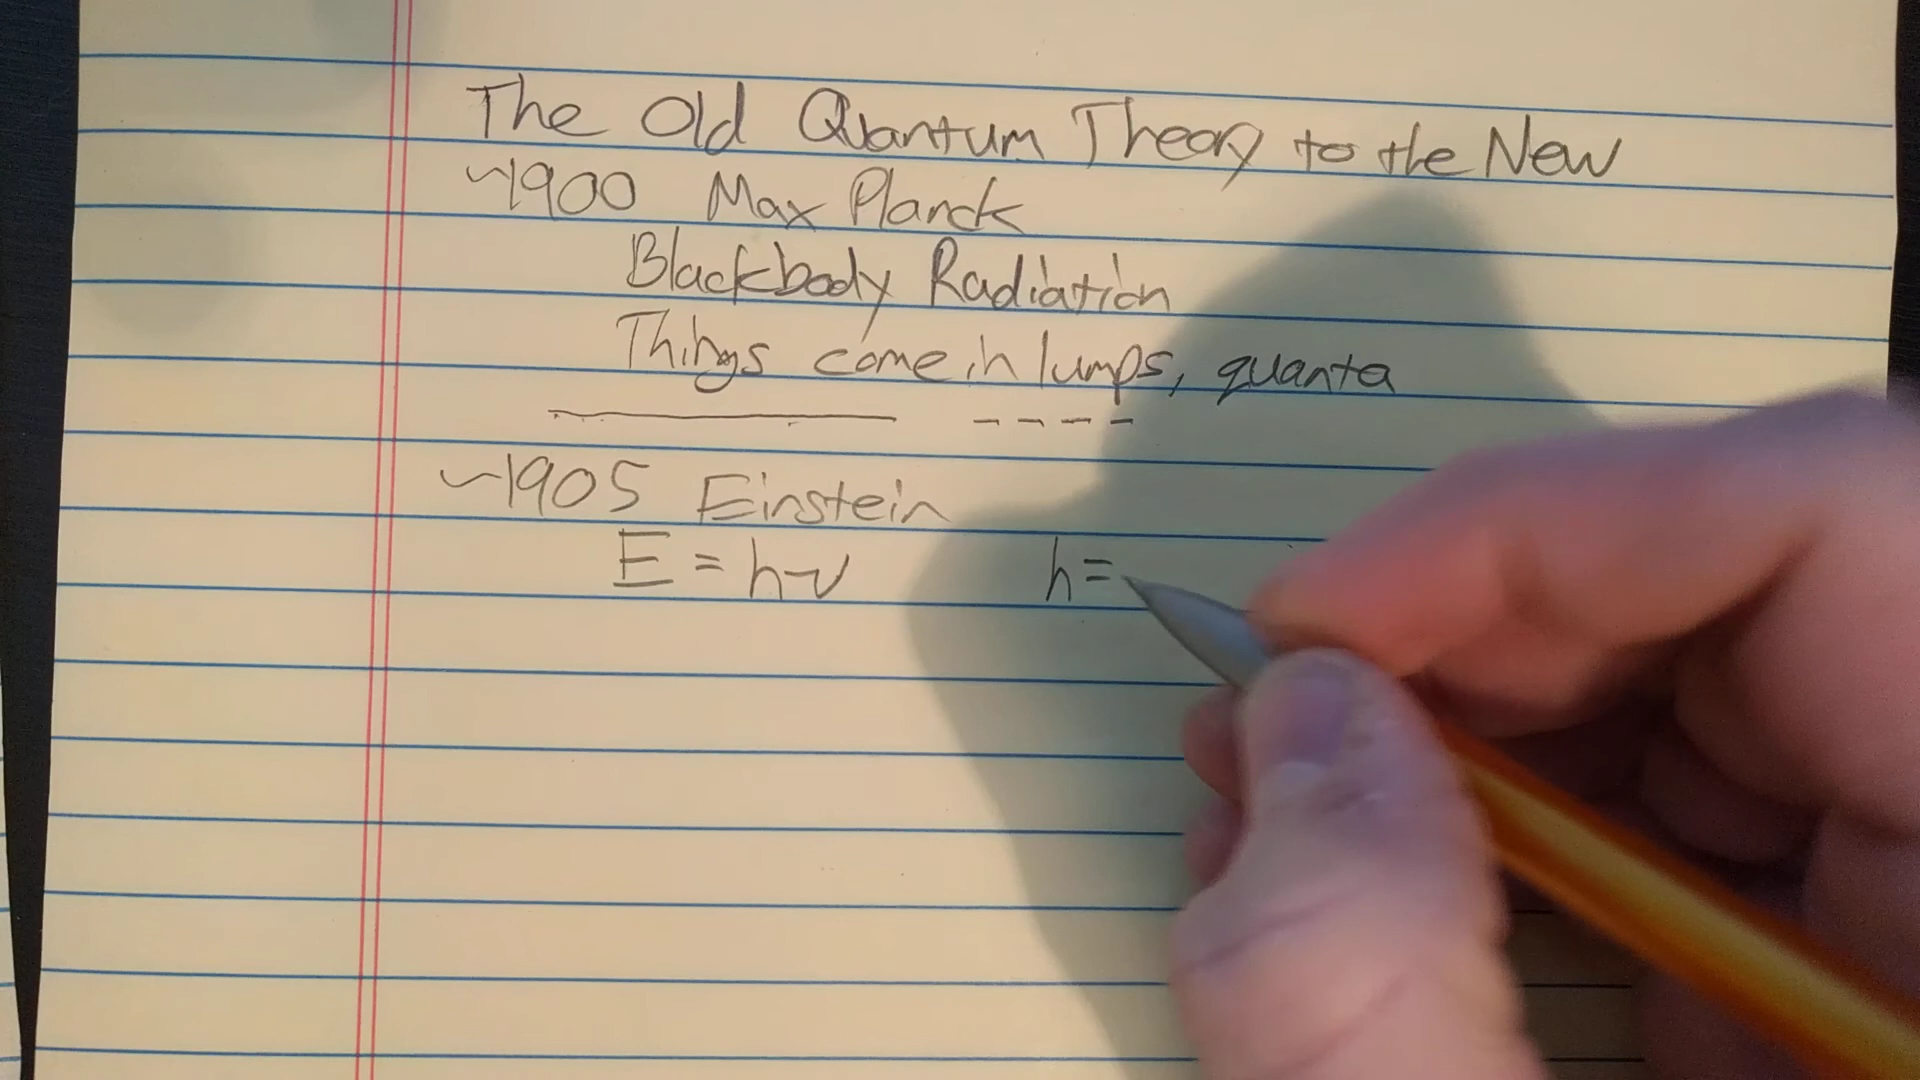 The Old Quantum Theory to the New
~1900 Max Planck
Blackbody Radiation
Things come in lumps, quanta
~1905 Einstein
E = hν h=